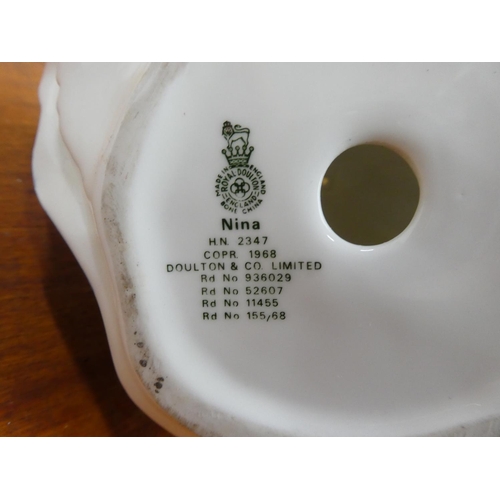 MADE IN ENGLAND
ROYAL DOULTON
ENGLAND
BONE CHINA
Nina
H.N. 2347
COPR. 1968
DOULTON & CO. LIMITED
Rd No 936029
Rd No 52607
Rd No 11455
Rd No 155/68